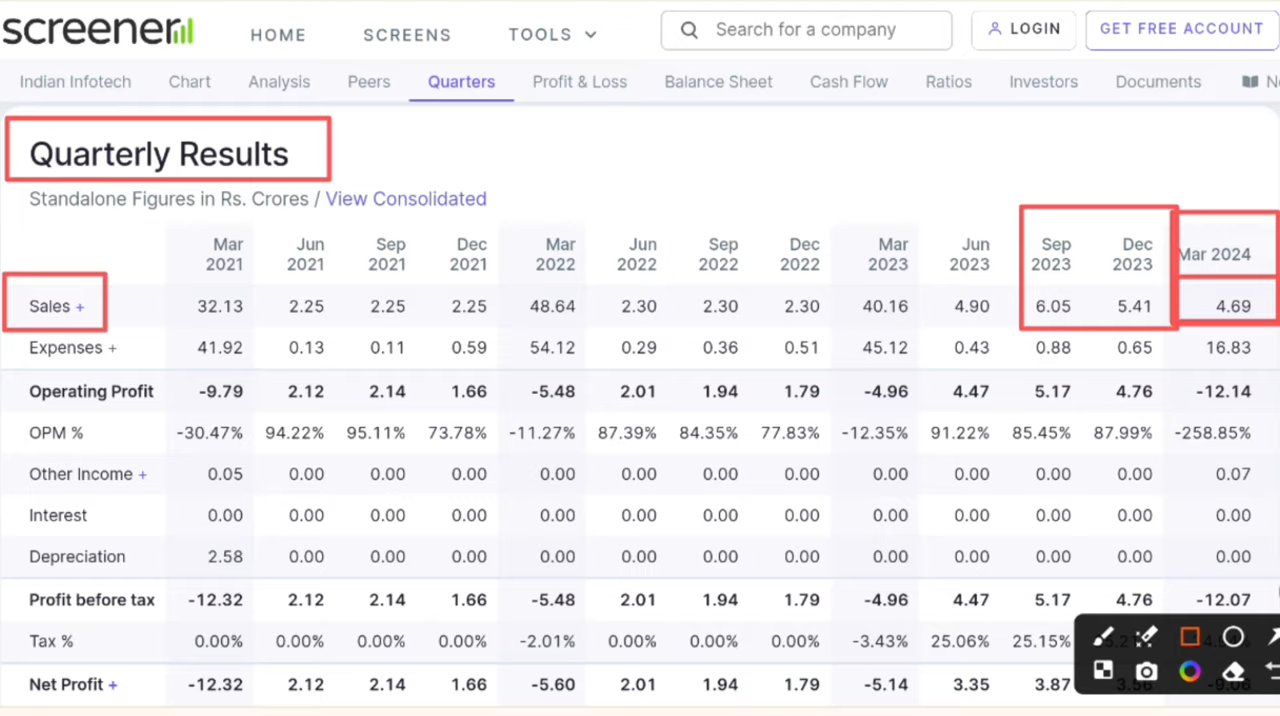 screener HOME SCREENS TOOLS Search for a company LOGIN GET FREE ACCOUNT
Indian Infotech Chart Analysis Peers Quarters Profit & Loss Balance Sheet Cash Flow Ratios Investors Documents
Quarterly Results
Standalone Figures in Rs. Crores / View Consolidated
Mar 2021 Jun 2021 Sep 2021 Dec 2021 Mar 2022 Jun 2022 Sep 2022 Dec 2022 Mar 2023 Jun 2023 Sep 2023 Dec 2023 Mar 2024
Sales + 32.13 2.25 2.25 2.25 48.64 2.30 2.30 2.30 40.16 4.90 6.05 5.41 4.69
Expenses + 41.92 0.13 0.11 0.59 54.12 0.29 0.36 0.51 45.12 0.43 0.88 0.65 16.83
Operating Profit -9.79 2.12 2.14 1.66 -5.48 2.01 1.94 1.79 -4.96 4.47 5.17 4.76 -12.14
OPM % -30.47% 94.22% 95.11% 73.78% -11.27% 87.39% 84.35% 77.83% -12.35% 91.22% 85.45% 87.99% -258.85%
Other Income + 0.05 0.00 0.00 0.00 0.00 0.00 0.00 0.00 0.00 0.00 0.00 0.00 0.07
Interest 0.00 0.00 0.00 0.00 0.00 0.00 0.00 0.00 0.00 0.00 0.00 0.00 0.00
Depreciation 2.58 0.00 0.00 0.00 0.00 0.00 0.00 0.00 0.00 0.00 0.00 0.00 0.00
Profit before tax -12.32 2.12 2.14 1.66 -5.48 2.01 1.94 1.79 -4.96 4.47 5.17 4.76 -12.07
Tax % 0.00% 0.00% 0.00% 0.00% -2.01% 0.00% 0.00% 0.00% -3.43% 25.06% 25.15%
Net Profit + -12.32 2.12 2.14 1.66 -5.60 2.01 1.94 1.79 -5.14 3.35 3.87 3.56 -9.06